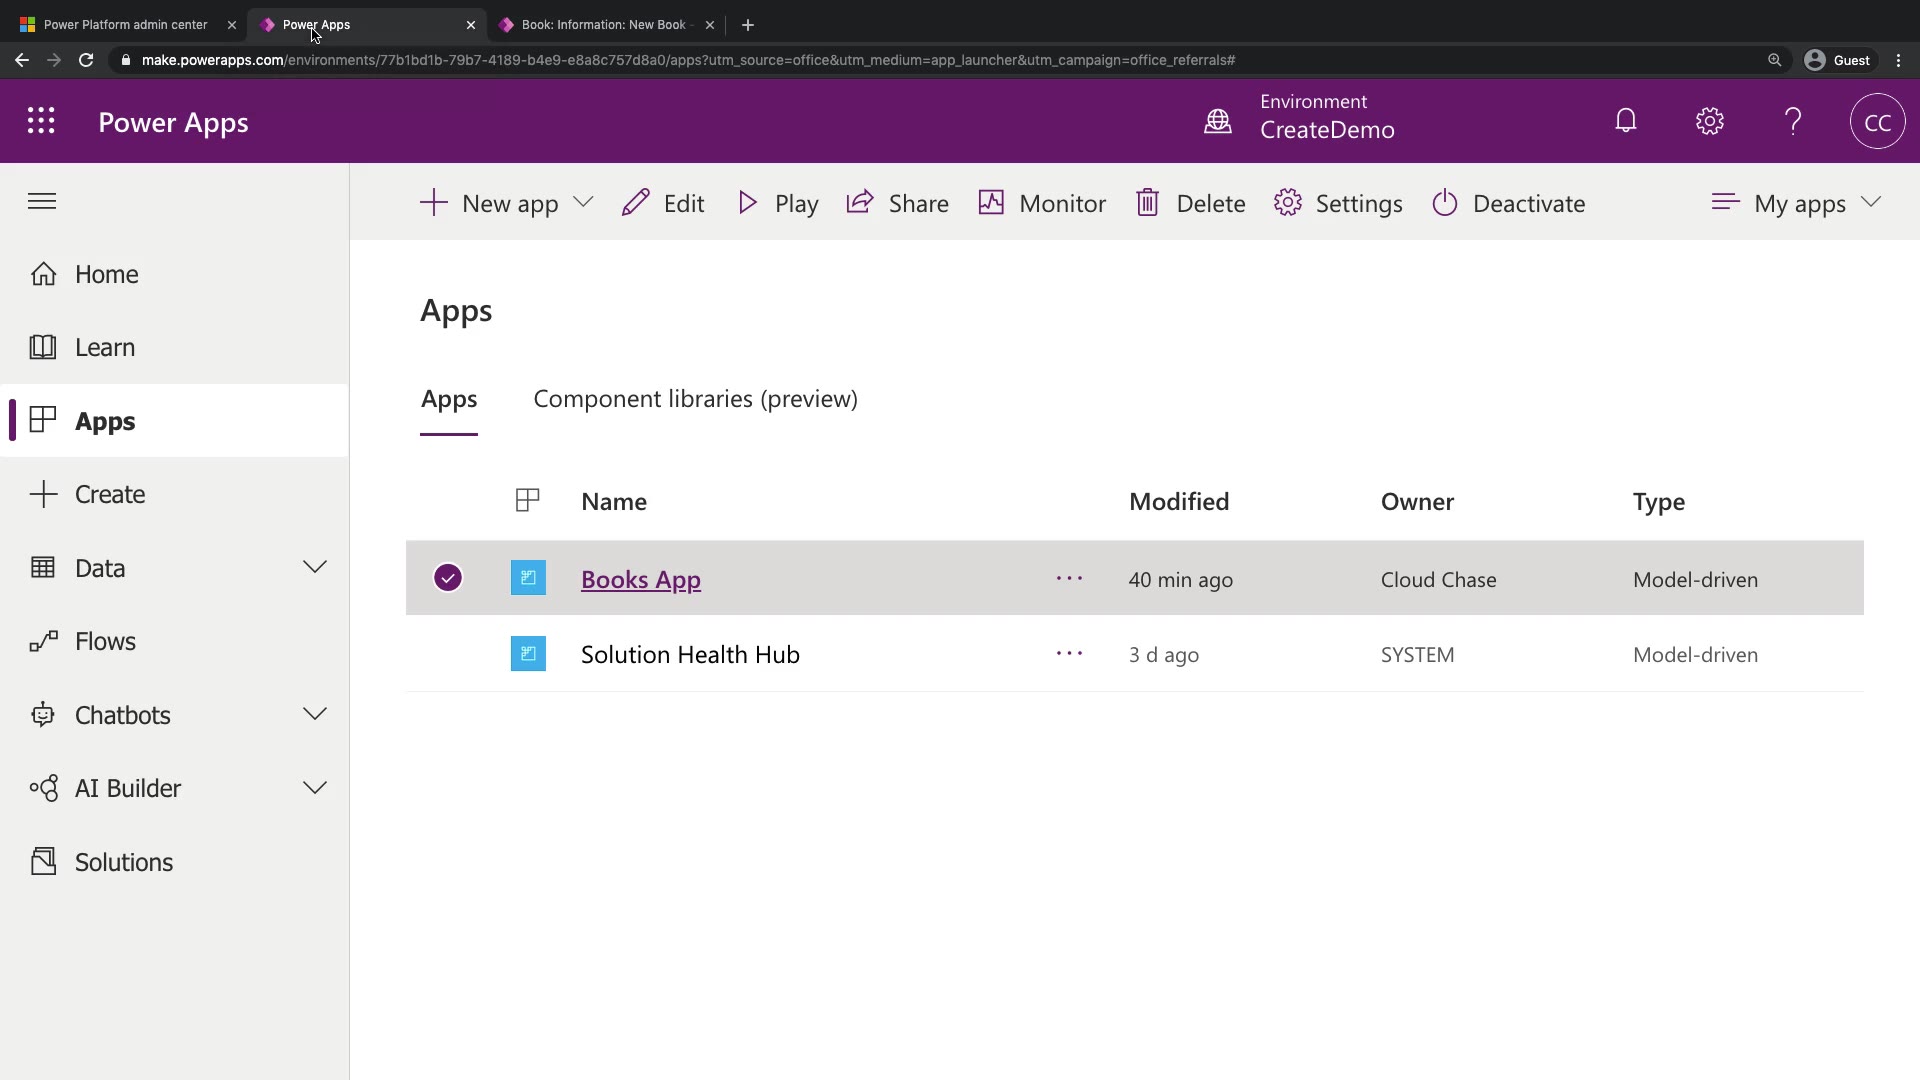 Power Platform admin center
Power Apps
Book: Information: New Book -
make.powerapps.com/environments/77b1bd1b-79b7-4189-b4e9-e8a8c757d8a0/apps?utm_source=office&utm_medium=app_launcher&utm_campaign=office_referrals#
Guest
Power Apps
Environment
CreateDemo
CC
New app
Edit
Play
Share
Monitor
Delete
Settings
Deactivate
My apps
Home
Learn
Apps
Create
Data
Flows
Chatbots
AI Builder
Solutions
Apps
Apps
Component libraries (preview)
Name Modified Owner Type
Books App ··· 40 min ago Cloud Chase Model-driven
Solution Health Hub ··· 3 d ago SYSTEM Model-driven